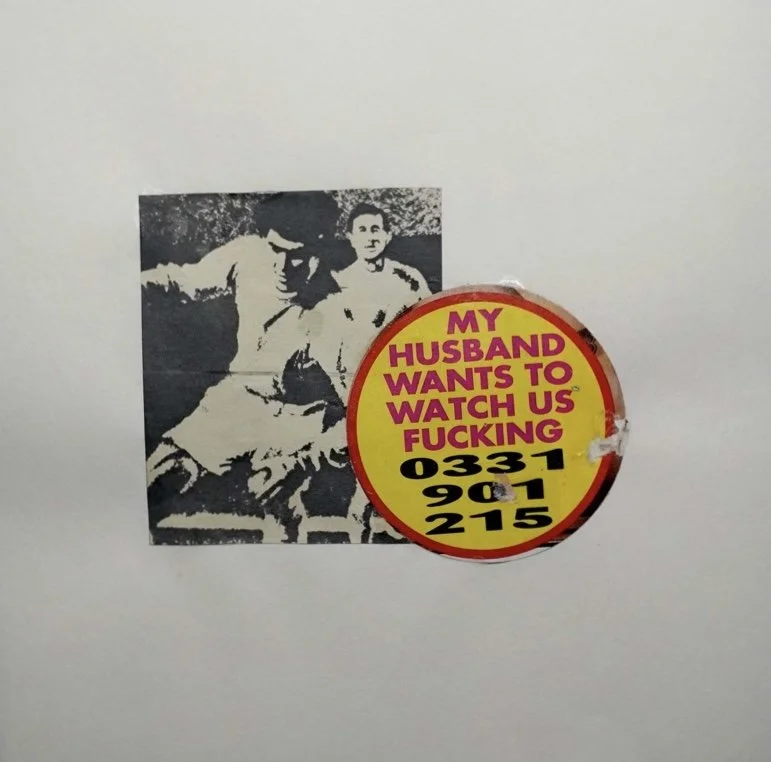 MY
HUSBAND
WANTS TO
WATCH US
FUCKING
0331
901
215